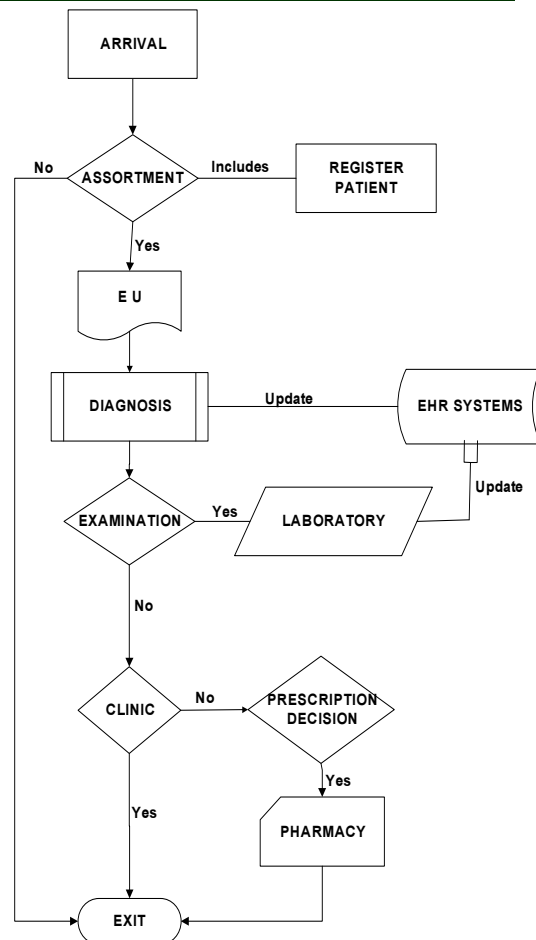 ARRIVAL
No
ASSORTMENT
Includes
REGISTER
PATIENT
Yes
E U
DIAGNOSIS
Update
EHR SYSTEMS
Update
EXAMINATION
Yes
LABORATORY
No
CLINIC
No
PRESCRIPTION
DECISION
Yes
Yes
PHARMACY
EXIT